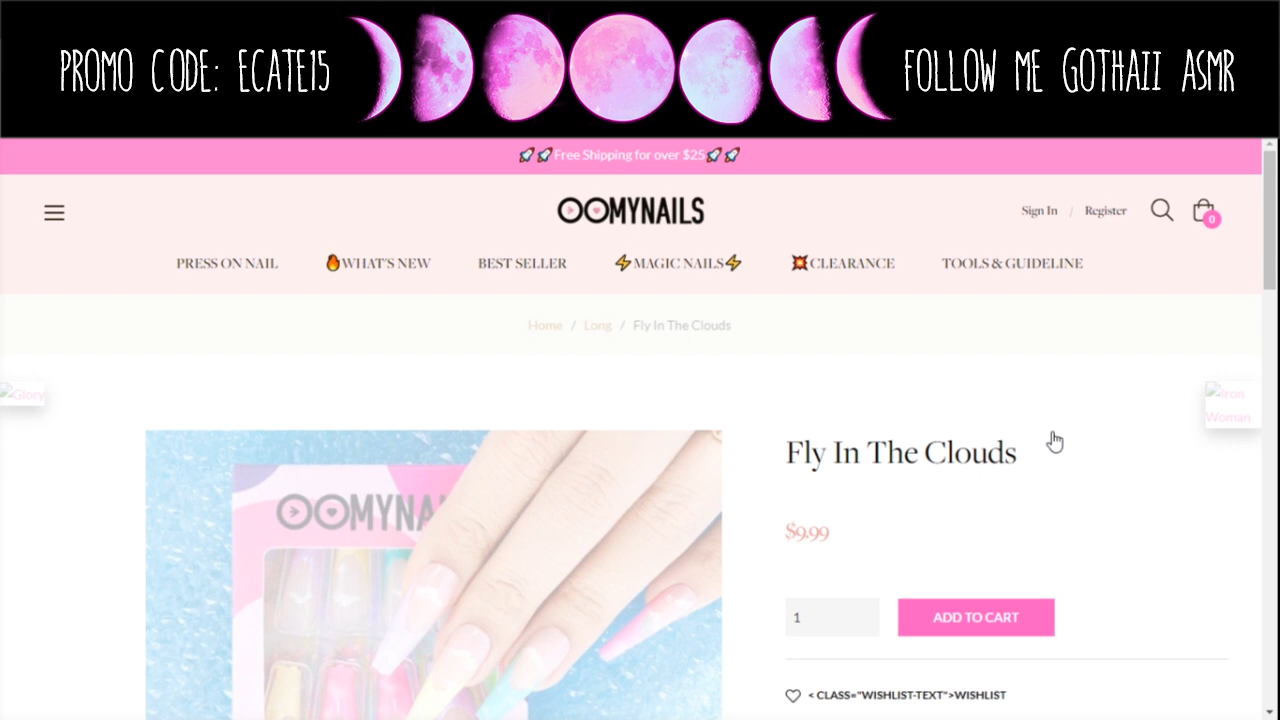 PROMO CODE: ECATE15
FOLLOW ME GOTHAII ASMR
🚀🚀Free Shipping for over $25🚀🚀
OOMYNAILS
Sign In / Register
0
PRESS ON NAIL 🔥WHAT'S NEW BEST SELLER ⚡MAGIC NAILS⚡ 💥CLEARANCE TOOLS & GUIDELINE
Home / Long / Fly In The Clouds
Glory
Iron
Woman
Fly In The Clouds
OOMYNA
$9.99
1
ADD TO CART
< CLASS="WISHLIST-TEXT">WISHLIST